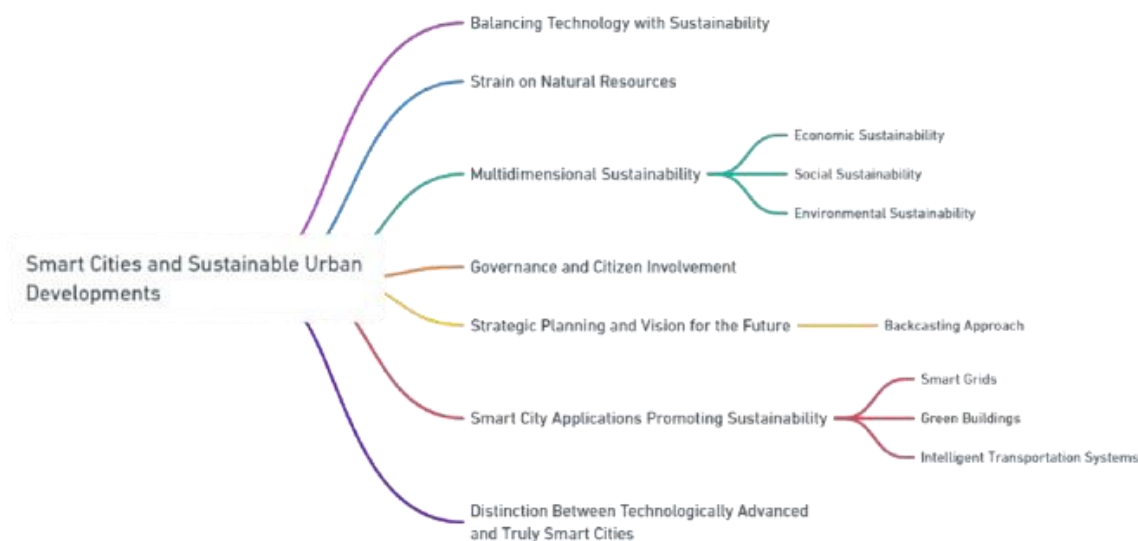 Balancing Technology with Sustainability
Strain on Natural Resources
Multidimensional Sustainability
Economic Sustainability
Social Sustainability
Environmental Sustainability
Smart Cities and Sustainable Urban
Developments
Governance and Citizen Involvement
Strategic Planning and Vision for the Future
Backcasting Approach
Smart City Applications Promoting Sustainability
Smart Grids
Green Buildings
Intelligent Transportation Systems
Distinction Between Technologically Advanced
and Truly Smart Cities